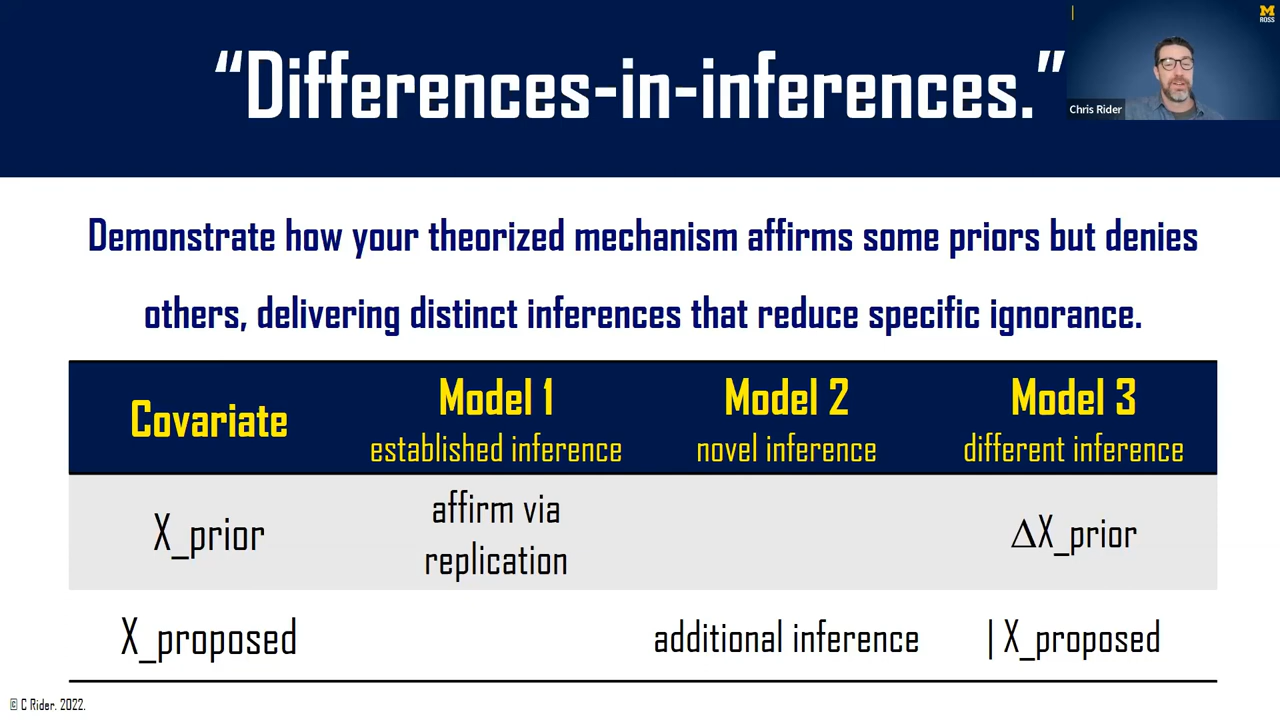 “Differences-in-inferences.”
M
ROSS
Chris Rider
Demonstrate how your theorized mechanism affirms some priors but denies
others, delivering distinct inferences that reduce specific ignorance.
Covariate
Model 1
established inference
Model 2
novel inference
Model 3
different inference
X_prior
affirm via
replication
ΔX_prior
X_proposed
additional inference
| X_proposed
© C Rider. 2022.